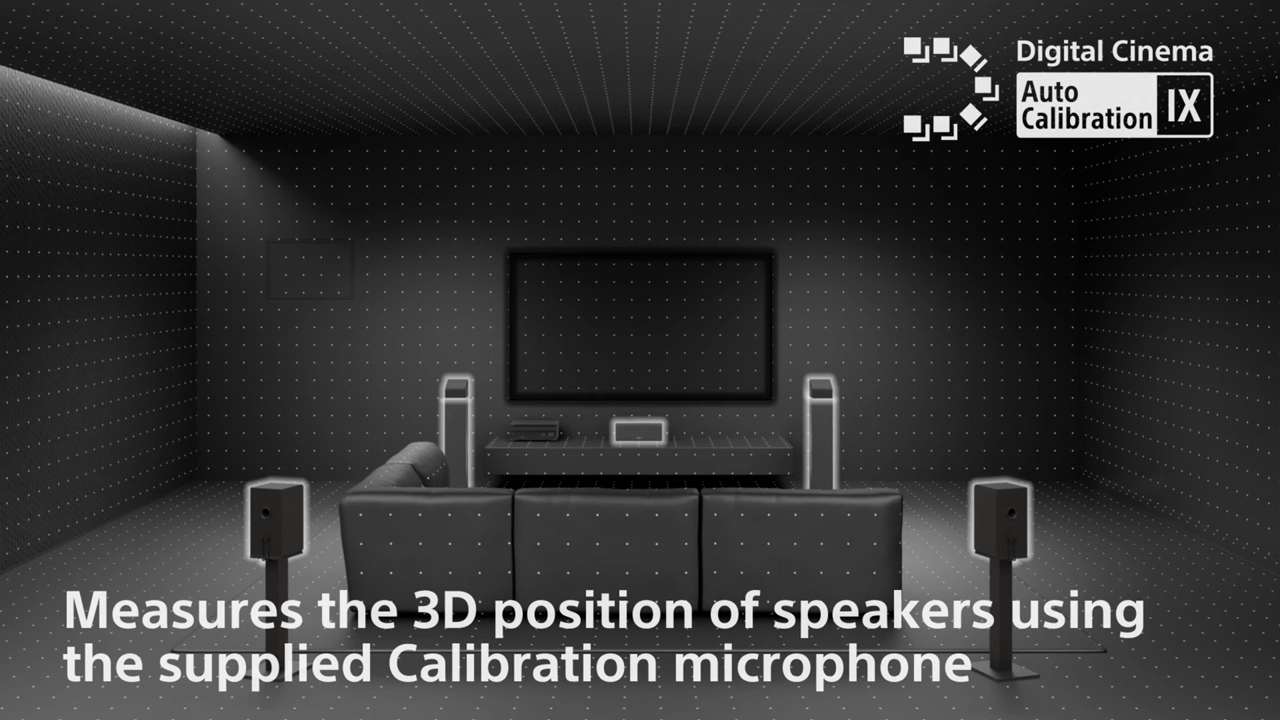 Digital Cinema
Auto
Calibration
IX
Measures the 3D position of speakers using
the supplied Calibration microphone